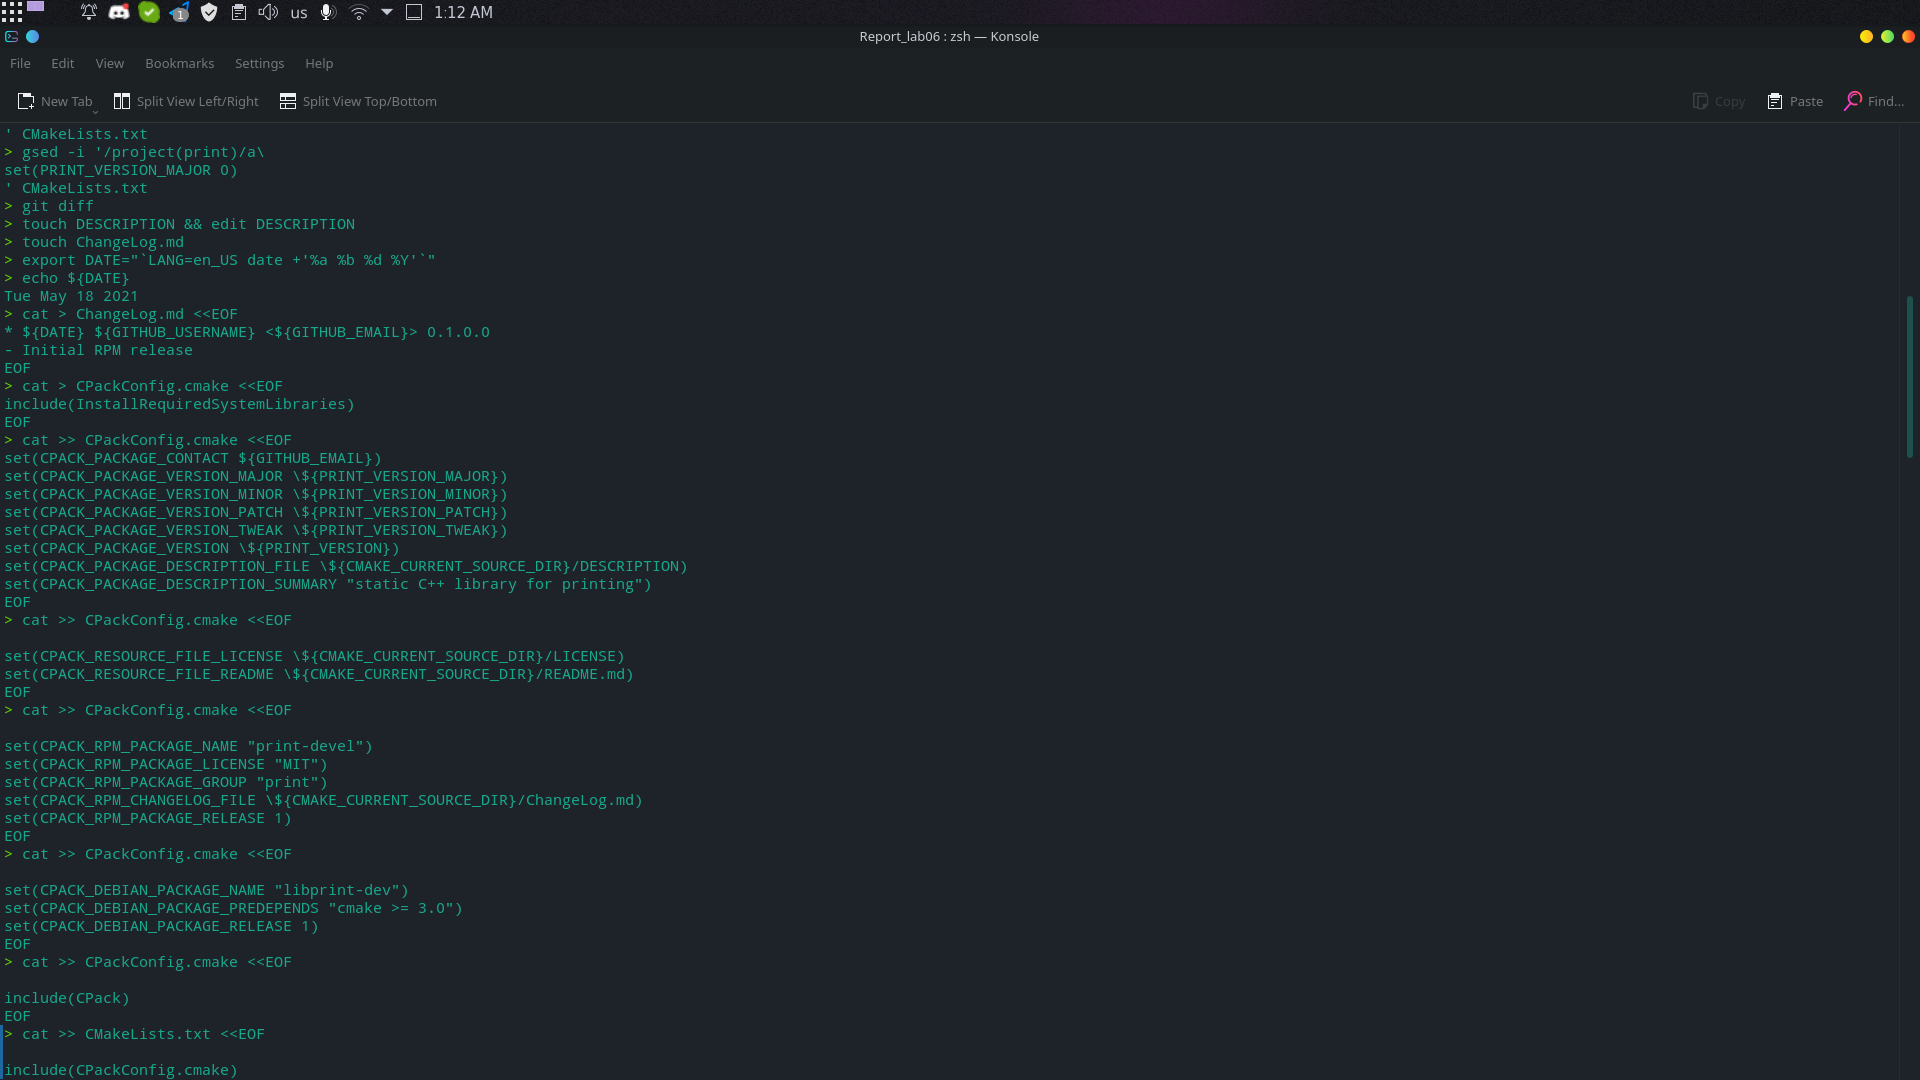 1
us
1:12 AM
Report_lab06 : zsh — Konsole
File Edit View Bookmarks Settings Help
New Tab Split View Left/Right Split View Top/Bottom Copy Paste Find...
' CMakeLists.txt
> gsed -i '/project(print)/a\
set(PRINT_VERSION_MAJOR 0)
' CMakeLists.txt
> git diff
> touch DESCRIPTION && edit DESCRIPTION
> touch ChangeLog.md
> export DATE="`LANG=en_US date +'%a %b %d %Y'`"
> echo ${DATE}
Tue May 18 2021
> cat > ChangeLog.md <<EOF
* ${DATE} ${GITHUB_USERNAME} <${GITHUB_EMAIL}> 0.1.0.0
- Initial RPM release
EOF
> cat > CPackConfig.cmake <<EOF
include(InstallRequiredSystemLibraries)
EOF
> cat >> CPackConfig.cmake <<EOF
set(CPACK_PACKAGE_CONTACT ${GITHUB_EMAIL})
set(CPACK_PACKAGE_VERSION_MAJOR \${PRINT_VERSION_MAJOR})
set(CPACK_PACKAGE_VERSION_MINOR \${PRINT_VERSION_MINOR})
set(CPACK_PACKAGE_VERSION_PATCH \${PRINT_VERSION_PATCH})
set(CPACK_PACKAGE_VERSION_TWEAK \${PRINT_VERSION_TWEAK})
set(CPACK_PACKAGE_VERSION \${PRINT_VERSION})
set(CPACK_PACKAGE_DESCRIPTION_FILE \${CMAKE_CURRENT_SOURCE_DIR}/DESCRIPTION)
set(CPACK_PACKAGE_DESCRIPTION_SUMMARY "static C++ library for printing")
EOF
> cat >> CPackConfig.cmake <<EOF
set(CPACK_RESOURCE_FILE_LICENSE \${CMAKE_CURRENT_SOURCE_DIR}/LICENSE)
set(CPACK_RESOURCE_FILE_README \${CMAKE_CURRENT_SOURCE_DIR}/README.md)
EOF
> cat >> CPackConfig.cmake <<EOF
set(CPACK_RPM_PACKAGE_NAME "print-devel")
set(CPACK_RPM_PACKAGE_LICENSE "MIT")
set(CPACK_RPM_PACKAGE_GROUP "print")
set(CPACK_RPM_CHANGELOG_FILE \${CMAKE_CURRENT_SOURCE_DIR}/ChangeLog.md)
set(CPACK_RPM_PACKAGE_RELEASE 1)
EOF
> cat >> CPackConfig.cmake <<EOF
set(CPACK_DEBIAN_PACKAGE_NAME "libprint-dev")
set(CPACK_DEBIAN_PACKAGE_PREDEPENDS "cmake >= 3.0")
set(CPACK_DEBIAN_PACKAGE_RELEASE 1)
EOF
> cat >> CPackConfig.cmake <<EOF
include(CPack)
EOF
> cat >> CMakeLists.txt <<EOF
include(CPackConfig.cmake)